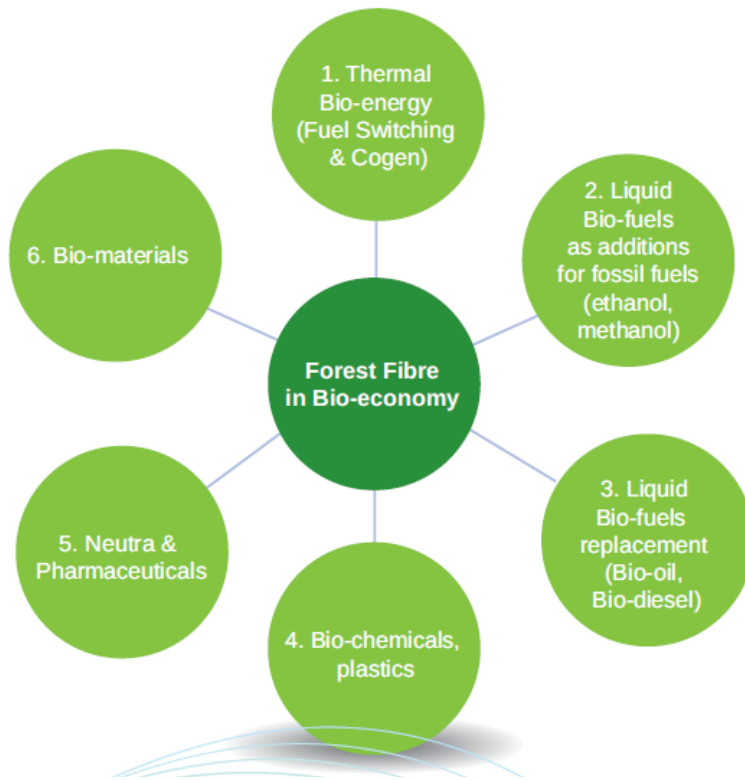 1. Thermal
Bio-energy
(Fuel Switching
& Cogen)
2. Liquid
Bio-fuels
as additions
for fossil fuels
(ethanol,
methanol)
6. Bio-materials
Forest Fibre
in Bio-economy
3. Liquid
Bio-fuels
replacement
(Bio-oil,
Bio-diesel)
5. Neutra &
Pharmaceuticals
4. Bio-chemicals,
plastics